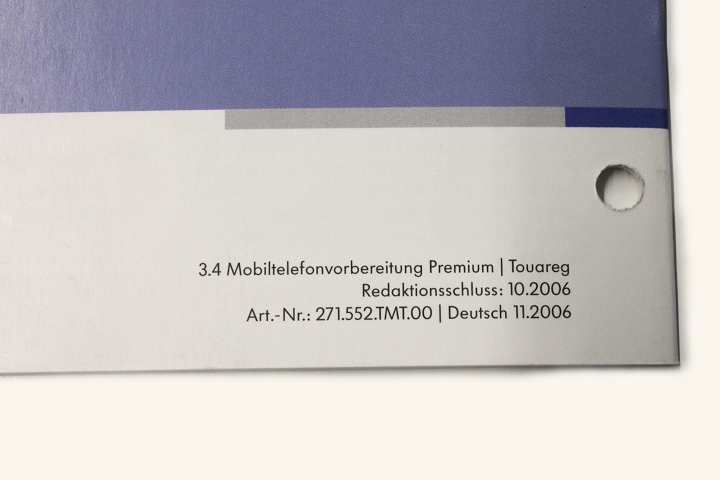 3.4 Mobiltelefonvorbereitung Premium | Touareg
Redaktionsschluss: 10.2006
Art.-Nr.: 271.552.TMT.00 | Deutsch 11.2006